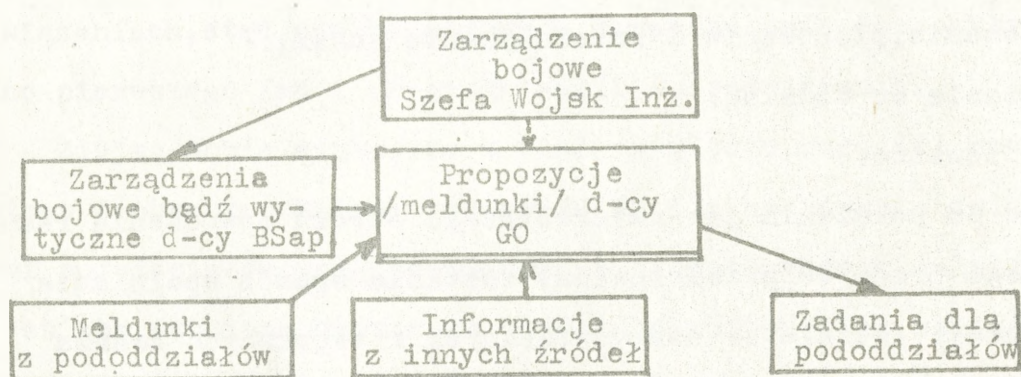 Zarządzenie
bojowe
Szefa Wojsk Inż.
Zarządzenia
bojowe bądź wy-
tyczne d-cy BSap
Propozycje
/meldunki/ d-cy
GO
Meldunki
z pododdziałów
Informacje
z innych źródeł
Zadania dla
pododdziałów